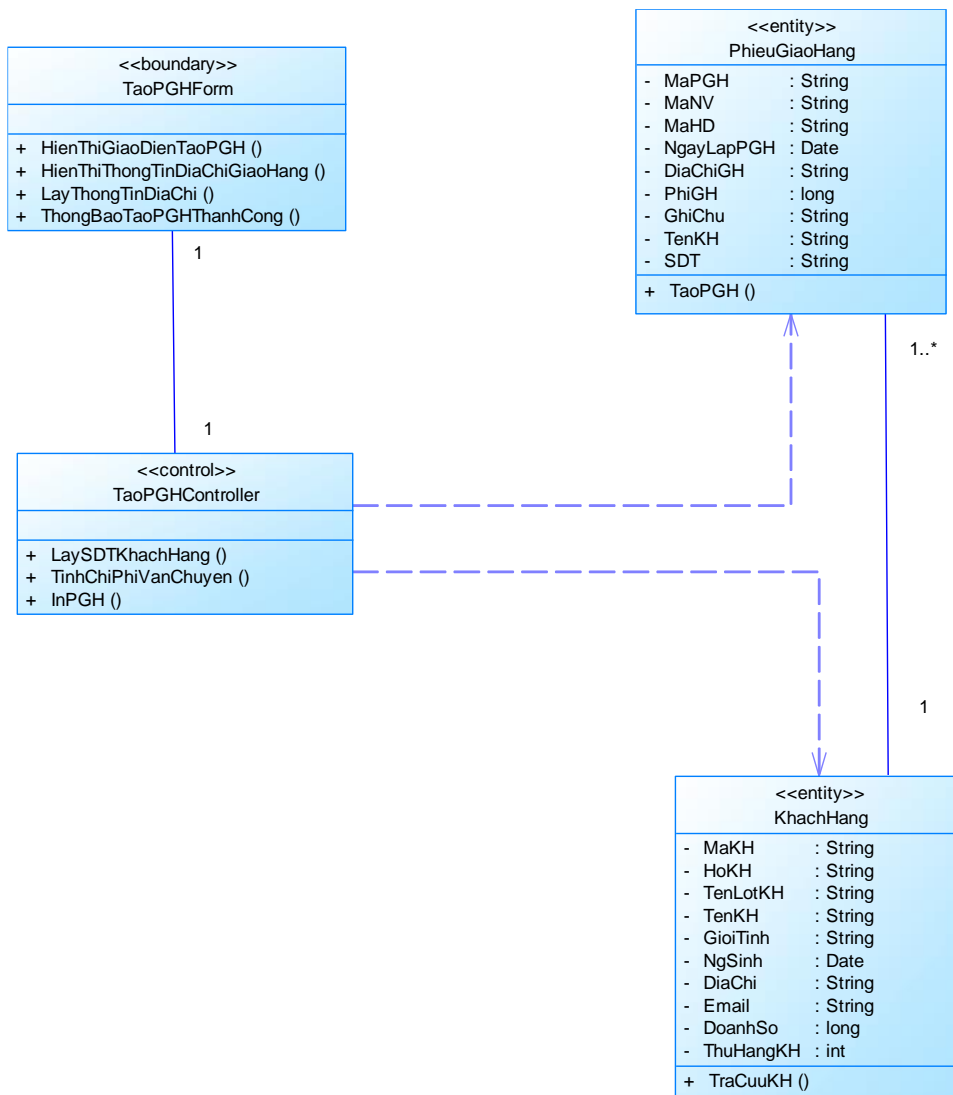 <<boundary>>
TaoPGHForm
+ HienThiGiaoDienTaoPGH ()
+ HienThiThongTinDiaChiGiaoHang ()
+ LayThongTinDiaChi ()
+ ThongBaoTaoPGHThanhCong ()
1
1
<<control>>
TaoPGHController
+ LaySDTKhachHang ()
+ TinhChiPhiVanChuyen ()
+ InPGH ()
<<entity>>
PhieuGiaoHang
- MaPGH : String
- MaNV : String
- MaHD : String
- NgayLapPGH : Date
- DiaChiGH : String
- PhiGH : long
- GhiChu : String
- TenKH : String
- SDT : String
+ TaoPGH ()
1..*
1
<<entity>>
KhachHang
- MaKH : String
- HoKH : String
- TenLotKH : String
- TenKH : String
- GioiTinh : String
- NgSinh : Date
- DiaChi : String
- Email : String
- DoanhSo : long
- ThuHangKH : int
+ TraCuuKH ()